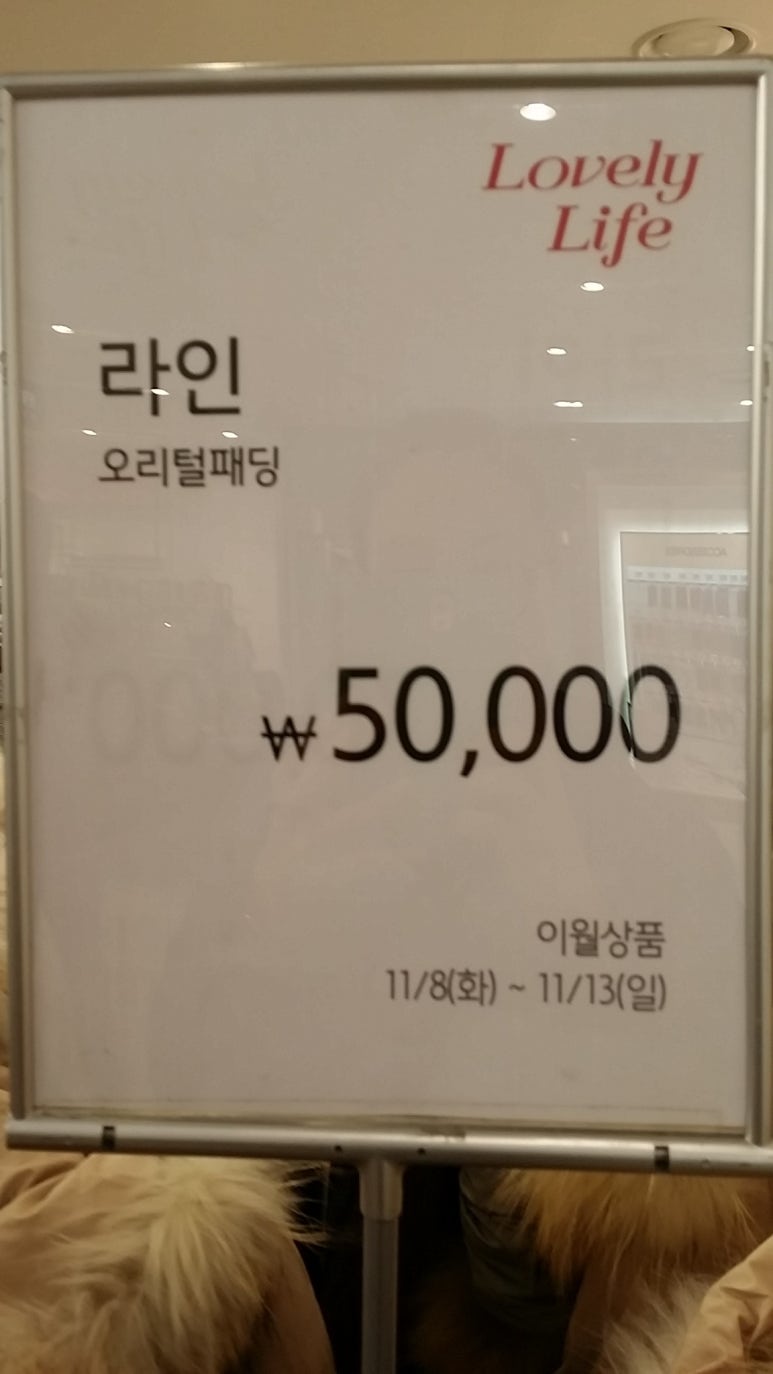 Lovely
Life
라인
오리털패딩
₩50,000
이월상품
11/8(화) ~ 11/13(일)